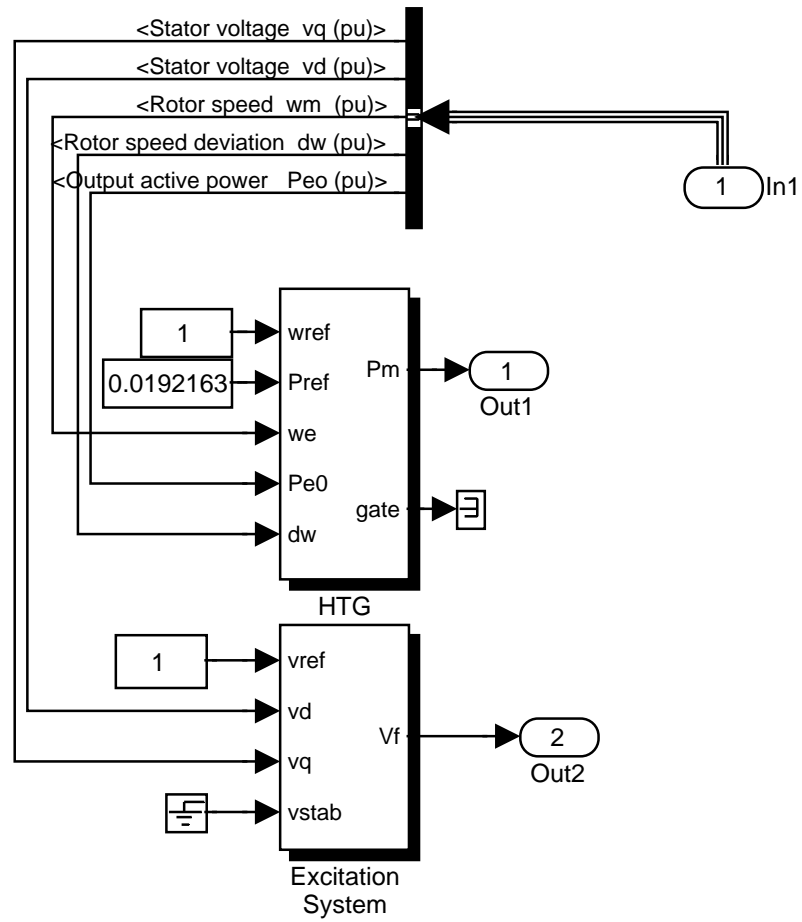 <Stator voltage vq (pu)>
<Stator voltage vd (pu)>
<Rotor speed wm (pu)>
<Rotor speed deviation dw (pu)>
<Output active power Peo (pu)>
1
In1
1
wref
0.0192163
Pref
Pm
1
Out1
we
Pe0
gate
dw
HTG
1
vref
vd
Vf
2
Out2
vq
vstab
Excitation
System